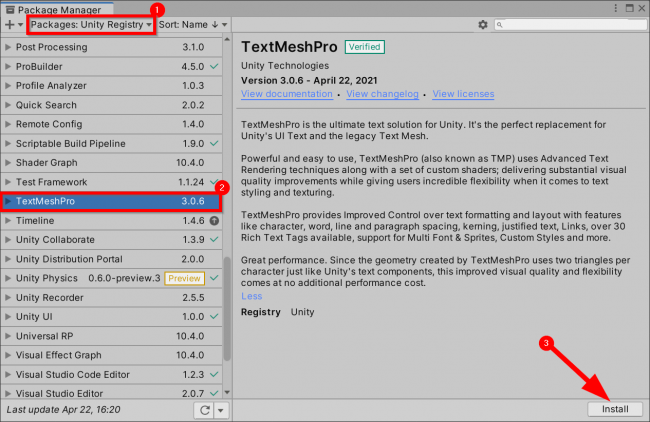 Package Manager
1
Packages: Unity Registry
Sort: Name ↓
Post Processing 3.1.0
ProBuilder 4.5.0
Profile Analyzer 1.0.3
Quick Search 2.0.2
Remote Config 1.4.0
Scriptable Build Pipeline 1.9.0
Shader Graph 10.4.0
Test Framework 1.1.24
2
TextMeshPro 3.0.6
Timeline 1.4.6
Unity Collaborate 1.3.9
Unity Distribution Portal 2.0.0
Unity Physics 0.6.0-preview.3 Preview
Unity Recorder 2.5.5
Unity UI 1.0.0
Universal RP 10.4.0
Visual Effect Graph 10.4.0
Visual Studio Code Editor 1.2.3
Visual Studio Editor 2.0.7
Last update Apr 22, 16:20
TextMeshPro Verified
Unity Technologies
Version 3.0.6 - April 22, 2021
View documentation • View changelog • View licenses
TextMeshPro is the ultimate text solution for Unity. It's the perfect replacement for
Unity's UI Text and the legacy Text Mesh.
Powerful and easy to use, TextMeshPro (also known as TMP) uses Advanced Text
Rendering techniques along with a set of custom shaders; delivering substantial visual
quality improvements while giving users incredible flexibility when it comes to text
styling and texturing.
TextMeshPro provides Improved Control over text formatting and layout with features
like character, word, line and paragraph spacing, kerning, justified text, Links, over 30
Rich Text Tags available, support for Multi Font & Sprites, Custom Styles and more.
Great performance. Since the geometry created by TextMeshPro uses two triangles per
character just like Unity's text components, this improved visual quality and flexibility
comes at no additional performance cost.
Less
Registry Unity
3
Install